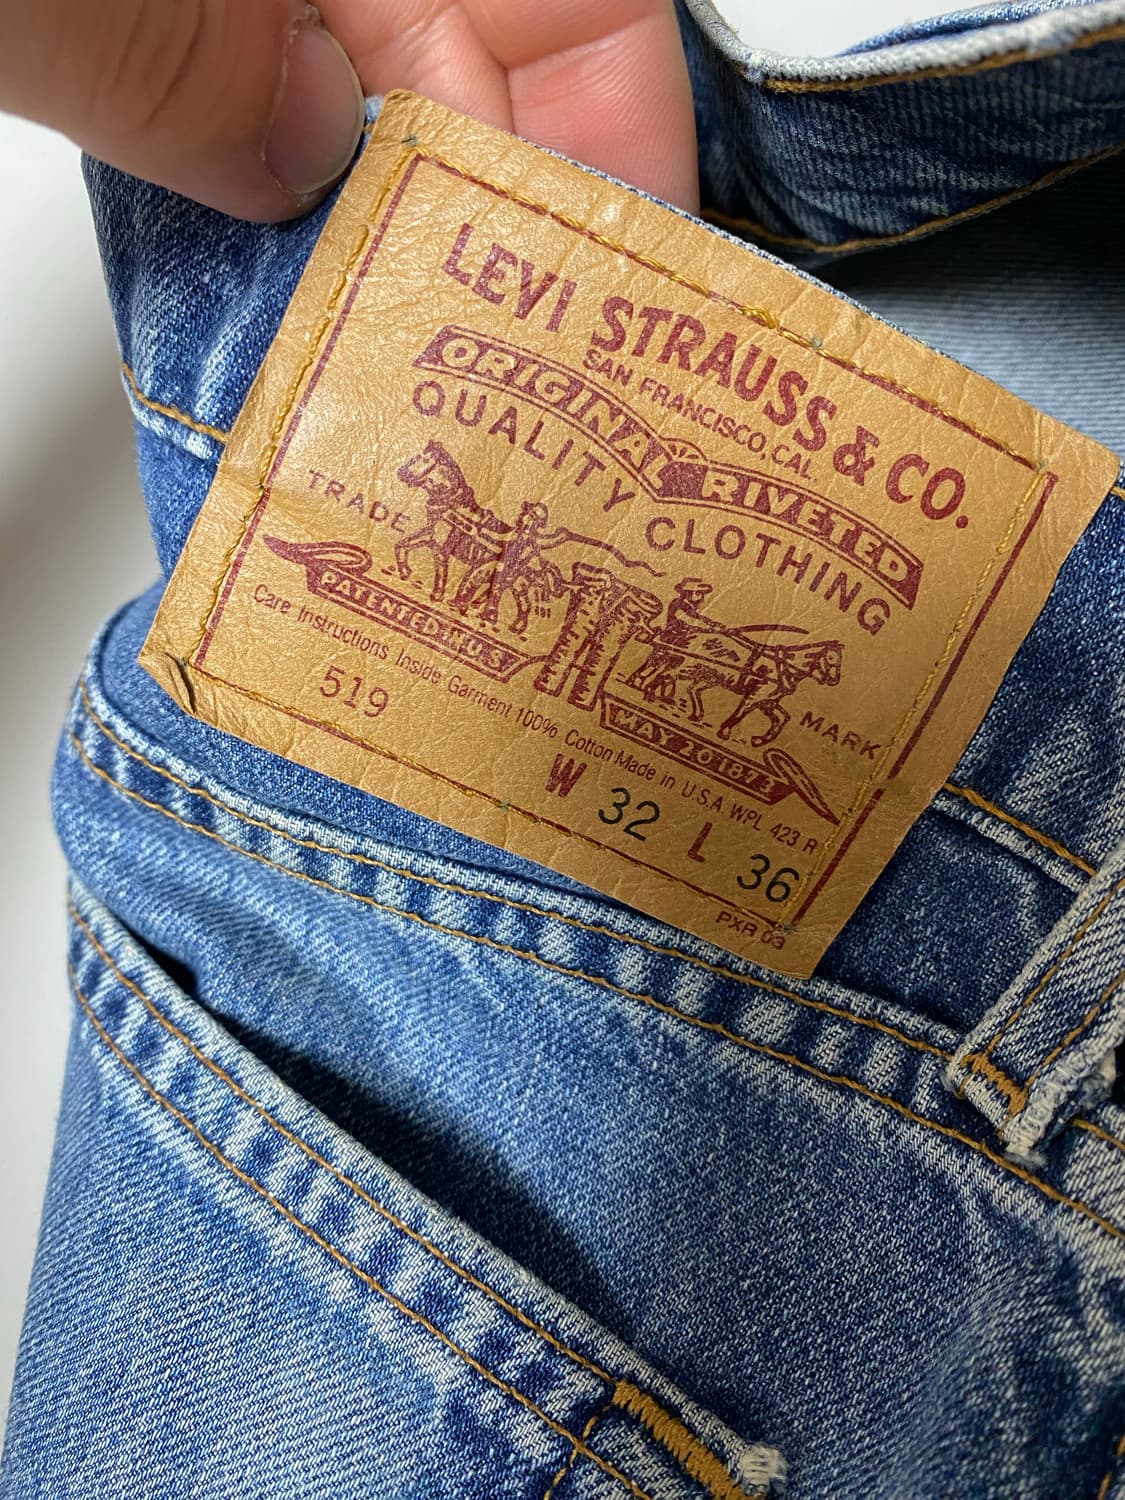 LEVI STRAUSS & CO.
SAN FRANCISCO, CAL.
ORIGINAL RIVETED
QUALITY CLOTHING
TRADE MARK
PATENTED IN U.S. MAY 20 1873
Care Instructions Inside Garment 100% Cotton Made in U.S.A. WPL 423 R
519
W 32 L 36
PXR 03